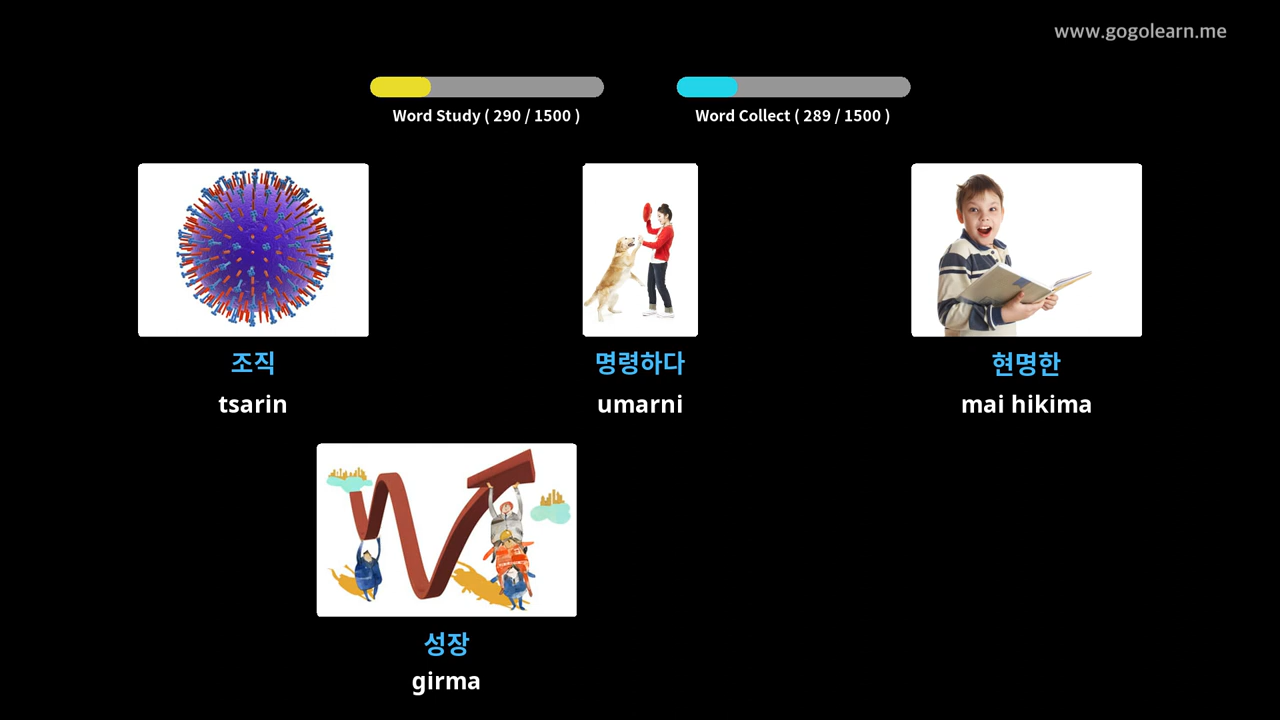 www.gogolearn.me
Word Study ( 290 / 1500 )
Word Collect ( 289 / 1500 )
조직
명령하다
현명한
tsarin
umarni
mai hikima
성장
girma